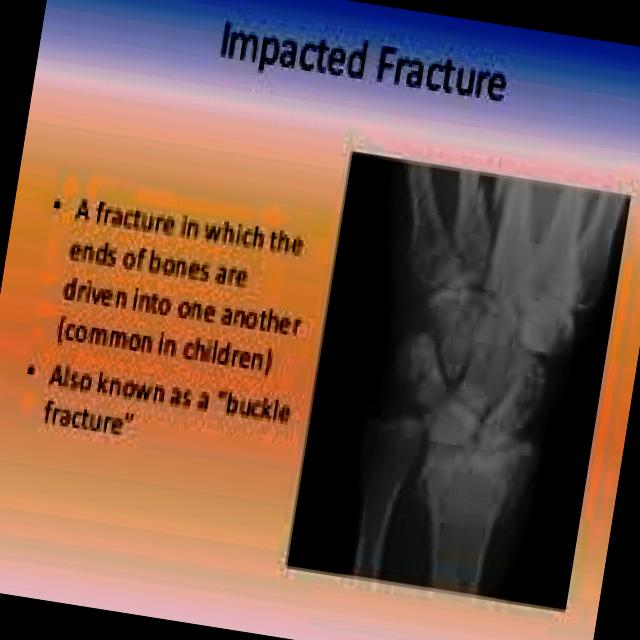 Impacted Fracture
• A fracture in which the
ends of bones are
driven into one another
(common in children)
• Also known as a "buckle
fracture"